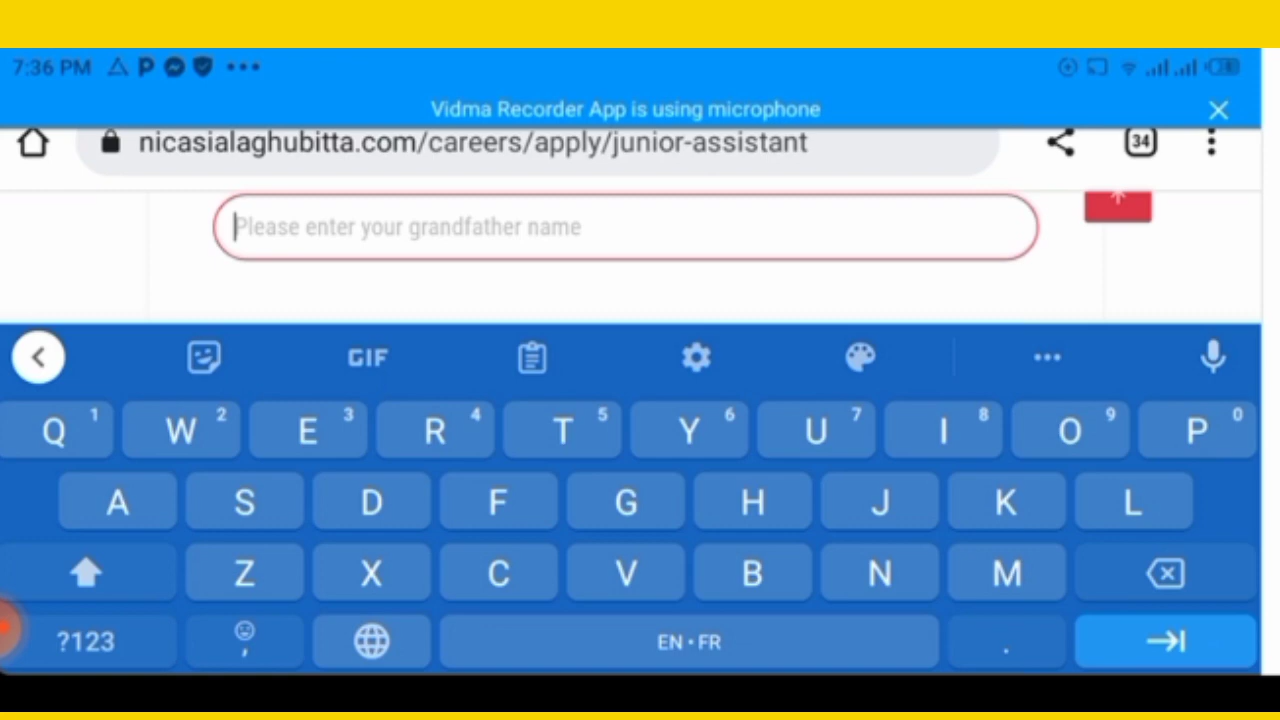 7:36 PM
Vidma Recorder App is using microphone
nicasialaghubitta.com/careers/apply/junior-assistant
34
Please enter your grandfather name
GIF
Q 1 W 2 E 3 R 4 T 5 Y 6 U 7 I 8 O 9 P 0
A S D F G H J K L
Z X C V B N M
?123 , EN • FR .